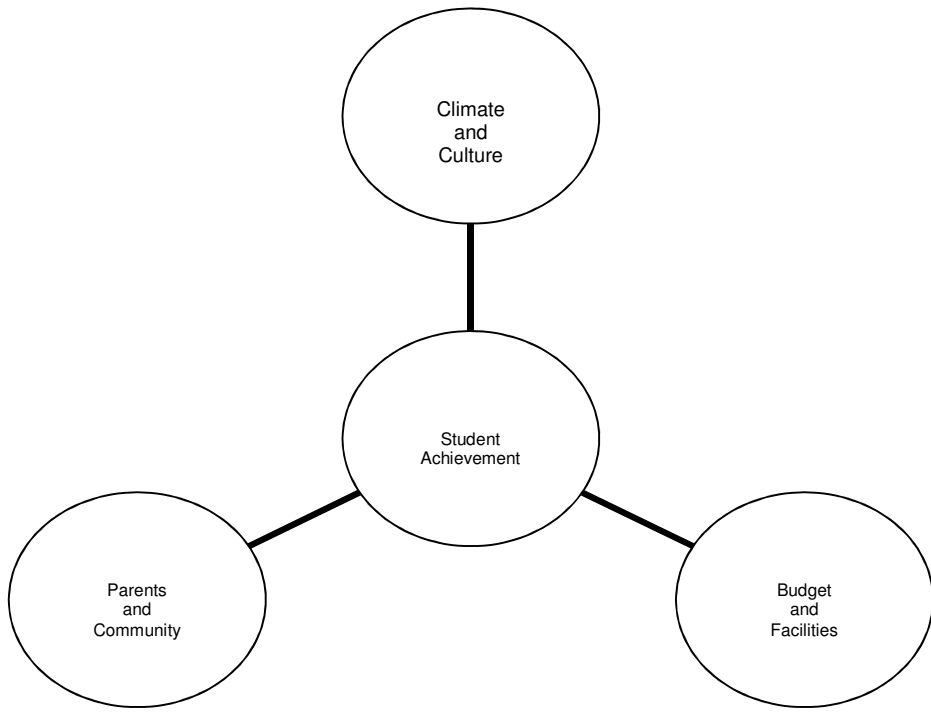 Climate
and
Culture
Student
Achievement
Parents
and
Community
Budget
and
Facilities